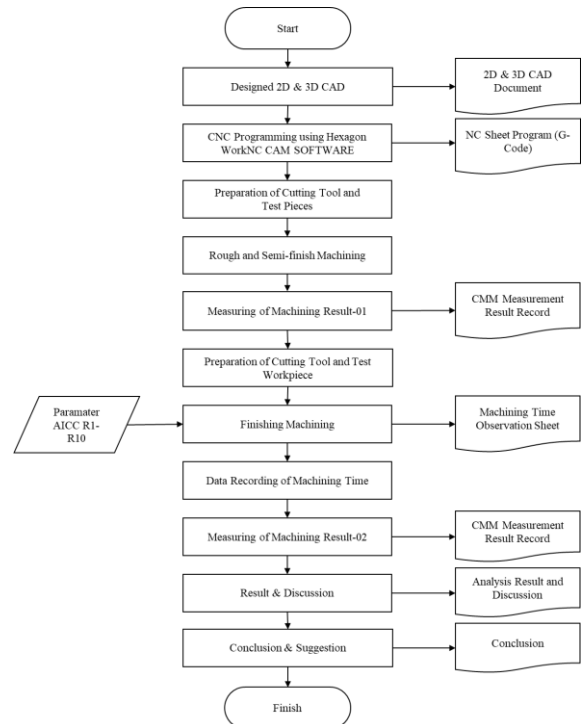 Start
Designed 2D & 3D CAD
2D & 3D CAD
Document
CNC Programming using Hexagon
WorkNC CAM SOFTWARE
NC Sheet Program (G-
Code)
Preparation of Cutting Tool and
Test Pieces
Rough and Semi-finish Machining
Measuring of Machining Result-01
CMM Measurement
Result Record
Preparation of Cutting Tool and Test
Workpiece
Paramater
AICC R1-
R10
Finishing Machining
Machining Time
Observation Sheet
Data Recording of Machining Time
Measuring of Machining Result-02
CMM Measurement
Result Record
Result & Discussion
Analysis Result and
Discussion
Conclusion & Suggestion
Conclusion
Finish